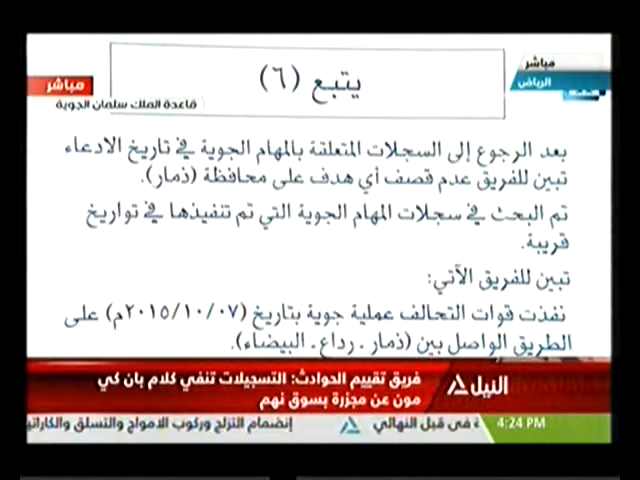 مباشر
الرياض
مباشر
قاعدة الملك سلمان الجوية
يتبع (٦)
بعد الرجوع إلى السجلات المتعلقة بالمهام الجوية في تاريخ الادعاء
تبين للفريق عدم قصف أي هدف على محافظة (ذمار).
تم البحث في سجلات المهام الجوية التي تم تنفيذها في تواريخ
قريبة.
تبين للفريق الآتي:
نفذت قوات التحالف عملية جوية بتاريخ (٢٠١٥/١٠/٠٧م) على
الطريق الواصل بين (ذمار . رداع . البيضاء).
فريق تقييم الحوادث: التسجيلات تنفي كلام بان كي
مون عن مجزرة بسوق نهم
النيل
ة في قبل النهائي
إنضمام التزلج وركوب الامواج والتسلق والكاراتيه
4:24 PM